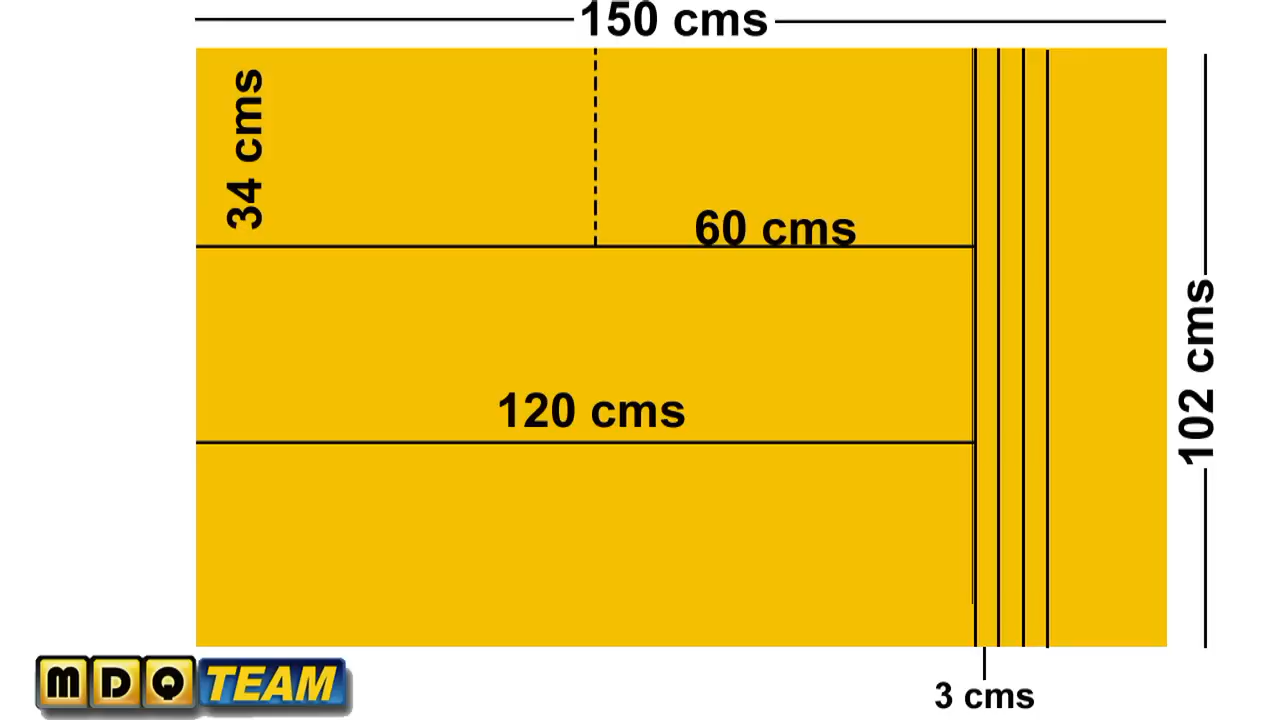 150 cms
34 cms
60 cms
120 cms
102 cms
3 cms
MDQ TEAM